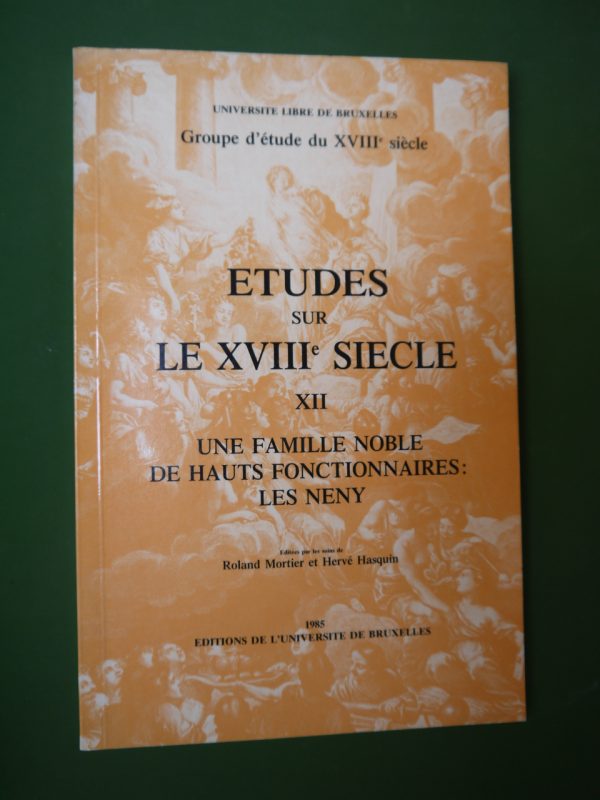 UNIVERSITE LIBRE DE BRUXELLES
Groupe d'étude du XVIIIe siècle
ETUDES
SUR
LE XVIIIe SIECLE
XII
UNE FAMILLE NOBLE
DE HAUTS FONCTIONNAIRES:
LES NENY
Editées par les soins de
Roland Mortier et Hervé Hasquin
1985
EDITIONS DE L'UNIVERSITE DE BRUXELLES